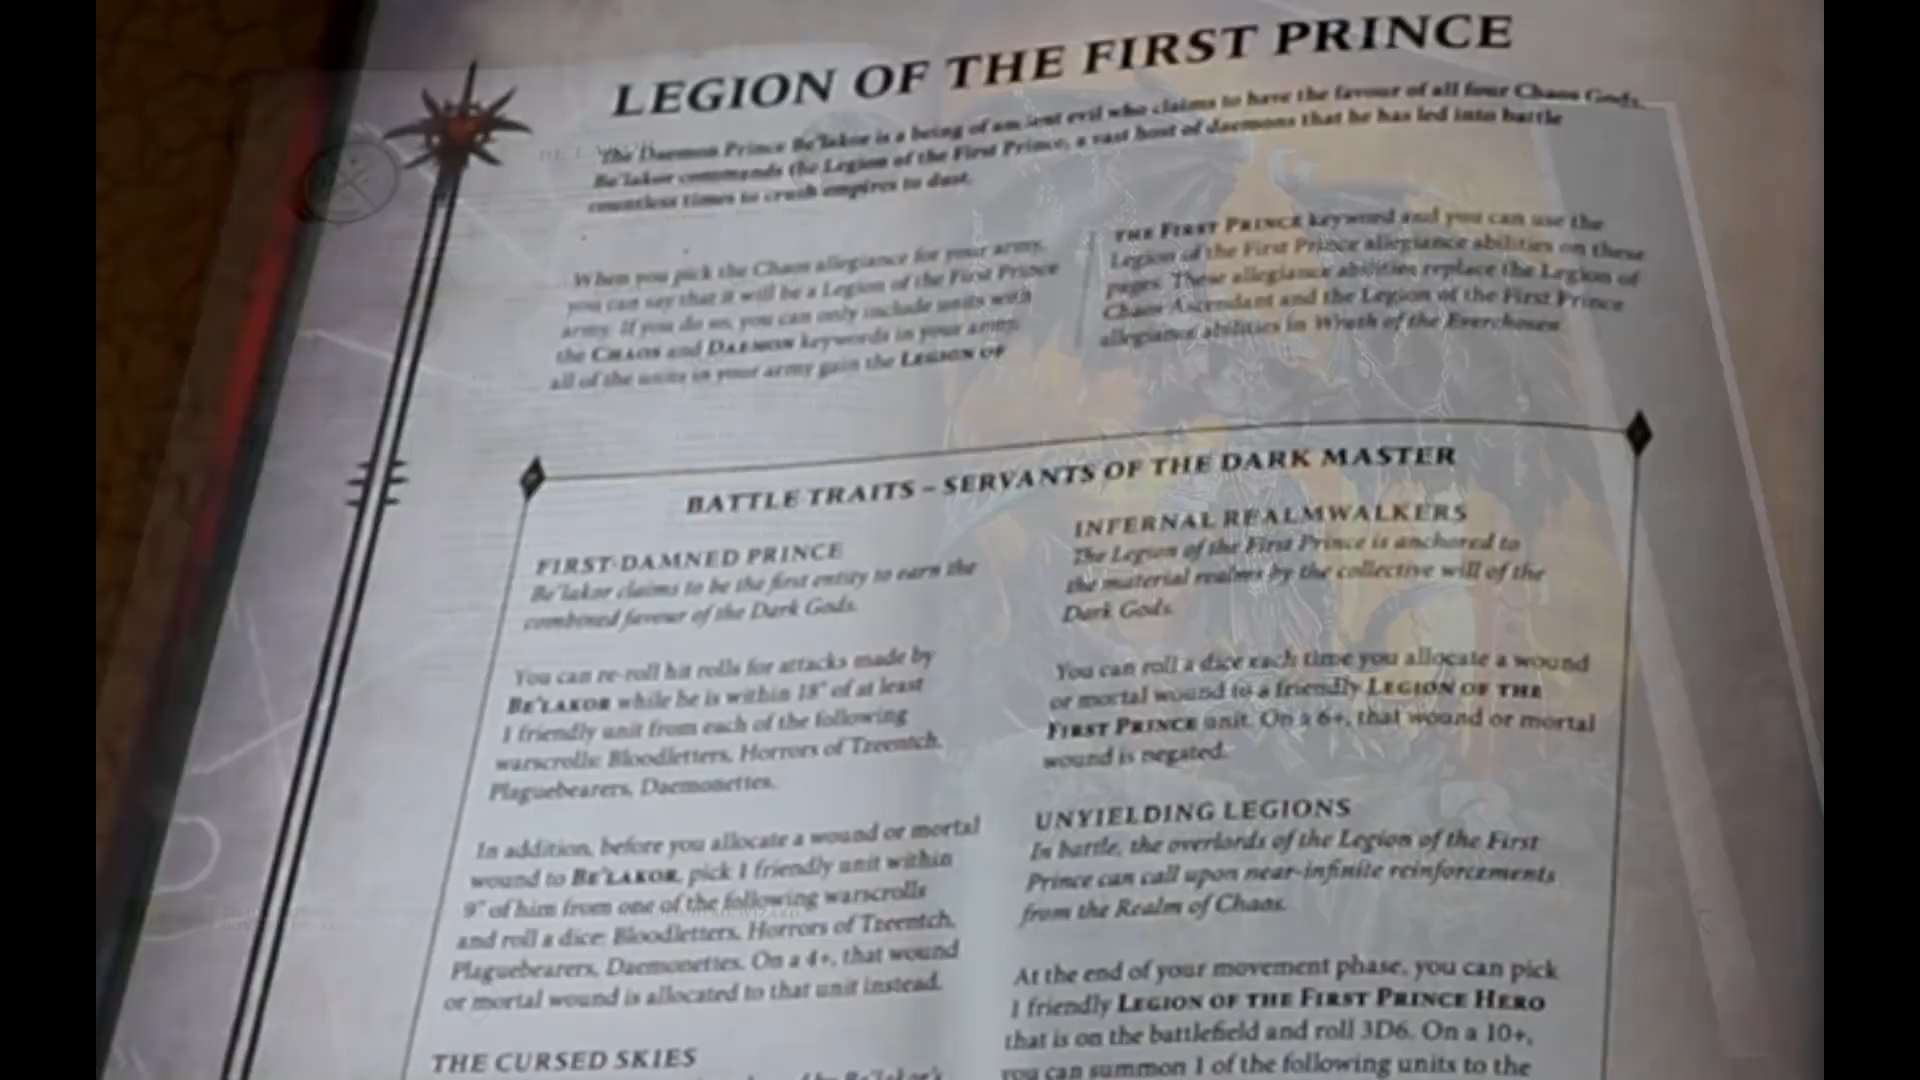 LEGION OF THE FIRST PRINCE
The Daemon Prince Be'lakor is a being of ancient evil who claims to have the favour of all four Chaos Gods.
Be'lakor commands the Legion of the First Prince, a vast host of daemons that he has led into battle
countless times to crush empires to dust.
When you pick the Chaos allegiance for your army,
you can say that it will be a Legion of the First Prince
army. If you do so, you can only include units with
the CHAOS and DAEMON keywords in your army,
all of the units in your army gain the LEGION OF
THE FIRST PRINCE keyword and you can use the
Legion of the First Prince allegiance abilities on these
pages. These allegiance abilities replace the Legion of
Chaos Ascendant and the Legion of the First Prince
allegiance abilities in Wrath of the Everchosen.
BATTLE TRAITS – SERVANTS OF THE DARK MASTER
FIRST-DAMNED PRINCE
Be'lakor claims to be the first entity to earn the
combined favour of the Dark Gods.
You can re-roll hit rolls for attacks made by
BE'LAKOR while he is within 18" of at least
1 friendly unit from each of the following
warscrolls: Bloodletters, Horrors of Tzeentch,
Plaguebearers, Daemonettes.
In addition, before you allocate a wound or mortal
wound to BE'LAKOR, pick 1 friendly unit within
9" of him from one of the following warscrolls
and roll a dice: Bloodletters, Horrors of Tzeentch,
Plaguebearers, Daemonettes. On a 4+, that wound
or mortal wound is allocated to that unit instead.
THE CURSED SKIES
by Be'lakor's
INFERNAL REALMWALKERS
The Legion of the First Prince is anchored to
the material realms by the collective will of the
Dark Gods.
You can roll a dice each time you allocate a wound
or mortal wound to a friendly LEGION OF THE
FIRST PRINCE unit. On a 6+, that wound or mortal
wound is negated.
UNYIELDING LEGIONS
In battle, the overlords of the Legion of the First
Prince can call upon near-infinite reinforcements
from the Realm of Chaos.
At the end of your movement phase, you can pick
1 friendly LEGION OF THE FIRST PRINCE HERO
that is on the battlefield and roll 3D6. On a 10+,
you can summon 1 of the following units to the